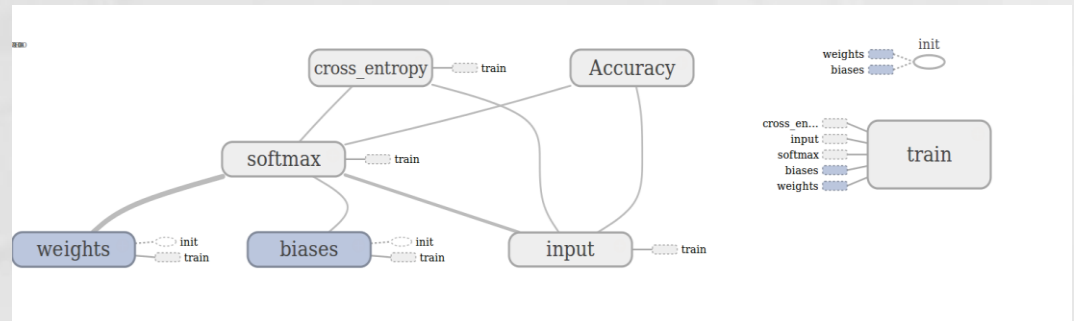 init
weights
biases
cross_entropy
train
Accuracy
cross_en...
input
softmax
biases
weights
train
softmax
train
weights
init
train
biases
init
train
input
train